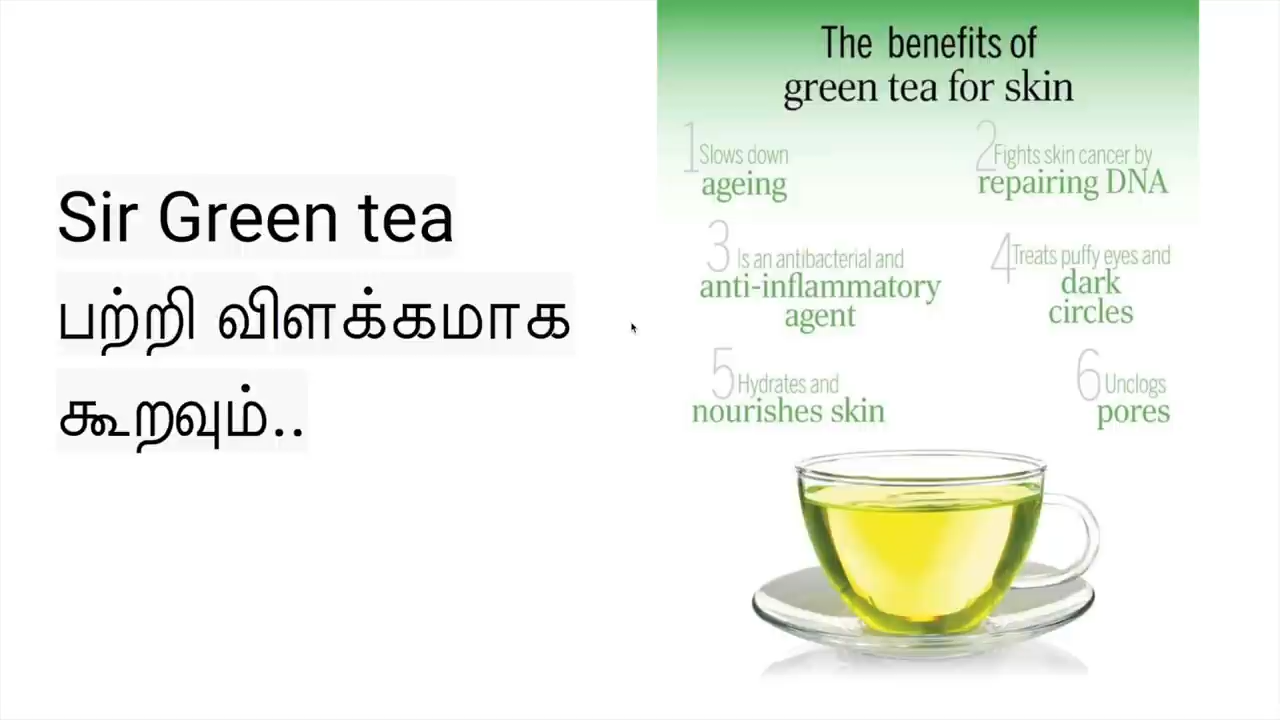 Sir Green tea
பற்றி விளக்கமாக
கூறவும்..
The benefits of
green tea for skin
1 Slows down
ageing
2 Fights skin cancer by
repairing DNA
3 Is an antibacterial and
anti-inflammatory
agent
4 Treats puffy eyes and
dark
circles
5 Hydrates and
nourishes skin
6 Unclogs
pores